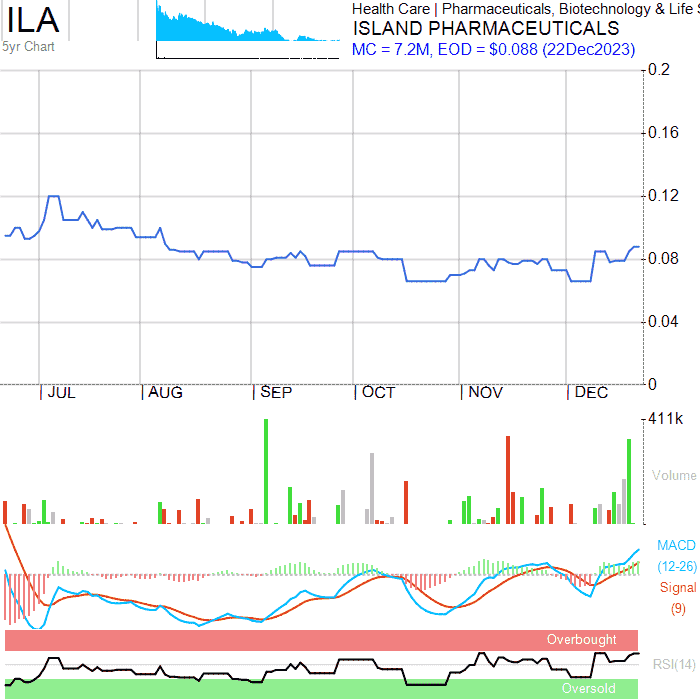 ILA
5yr Chart
Health Care | Pharmaceuticals, Biotechnology & Life
ISLAND PHARMACEUTICALS
MC = 7.2M, EOD = $0.088 (22Dec2023)
0.2
0.16
0.12
0.08
0.04
0
JUL AUG SEP OCT NOV DEC
411k
Volume
MACD
(12-26)
Signal
(9)
Overbought
RSI(14)
Oversold